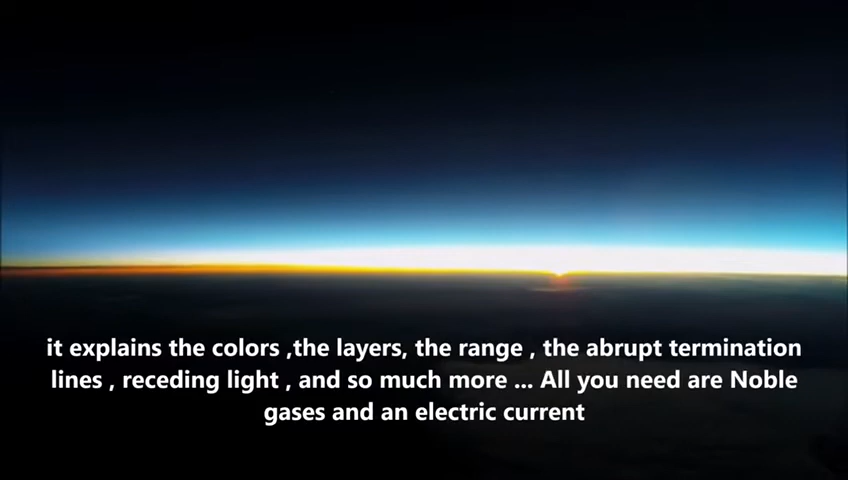 it explains the colors ,the layers, the range , the abrupt termination
lines , receding light , and so much more ... All you need are Noble
gases and an electric current